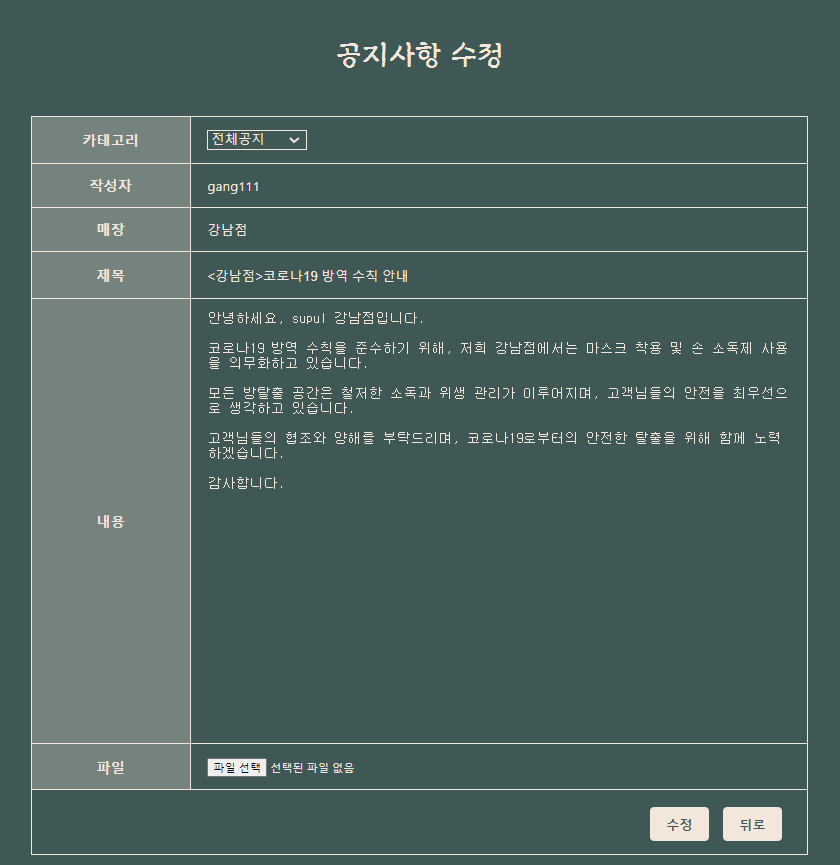 공지사항 수정
카테고리 전체공지
작성자 gang111
매장 강남점
제목 <강남점>코로나19 방역 수칙 안내
내용
안녕하세요, supul 강남점입니다.
코로나19 방역 수칙을 준수하기 위해, 저희 강남점에서는 마스크 착용 및 손 소독제 사용
을 의무화하고 있습니다.
모든 방탈출 공간은 철저한 소독과 위생 관리가 이루어지며, 고객님들의 안전을 최우선으
로 생각하고 있습니다.
고객님들의 협조와 양해를 부탁드리며, 코로나19로부터의 안전한 탈출을 위해 함께 노력
하겠습니다.
감사합니다.
파일 파일 선택 선택된 파일 없음
수정 뒤로